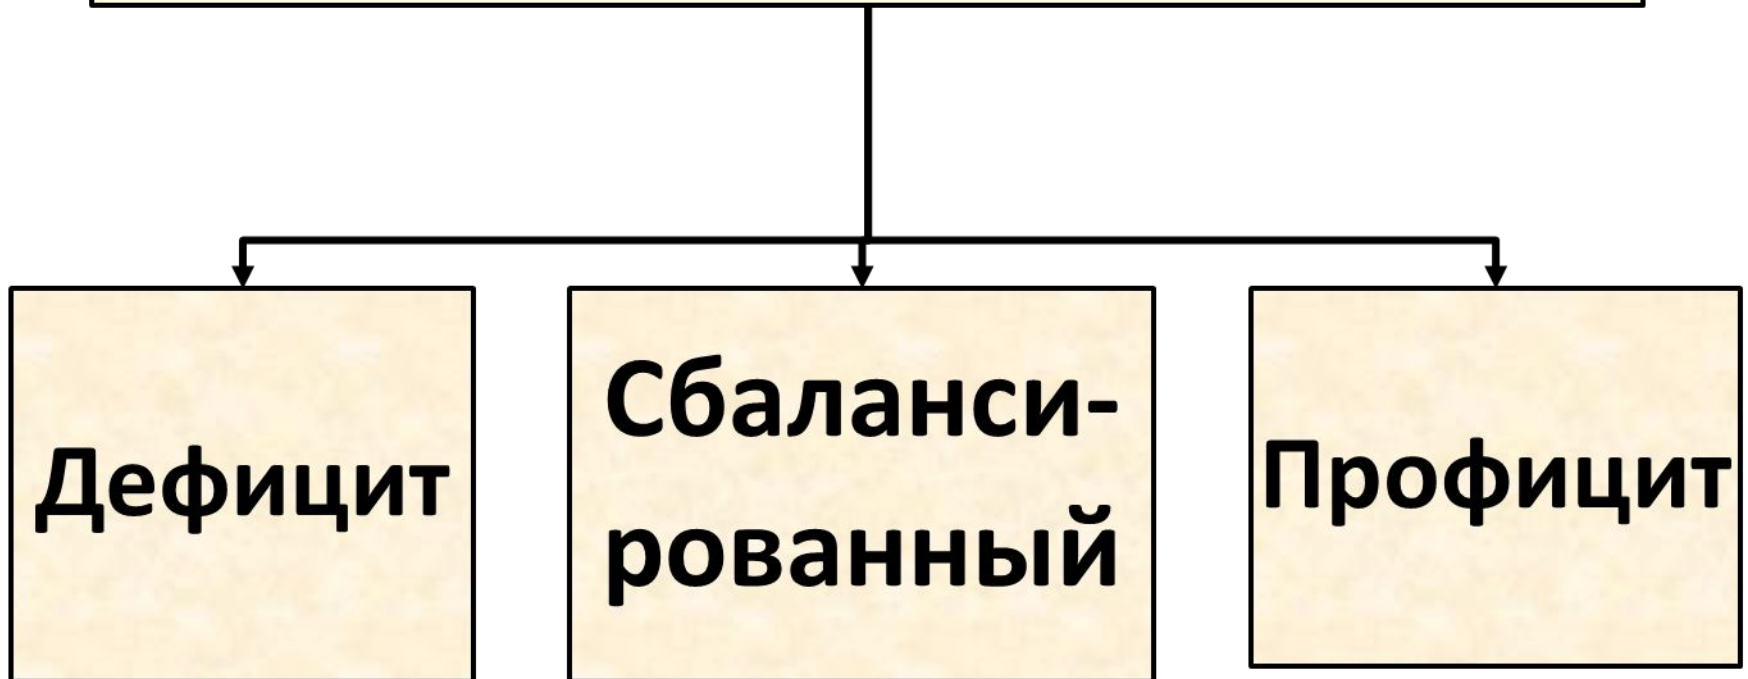 Дефицит
Сбаланси-
рованный
Профицит